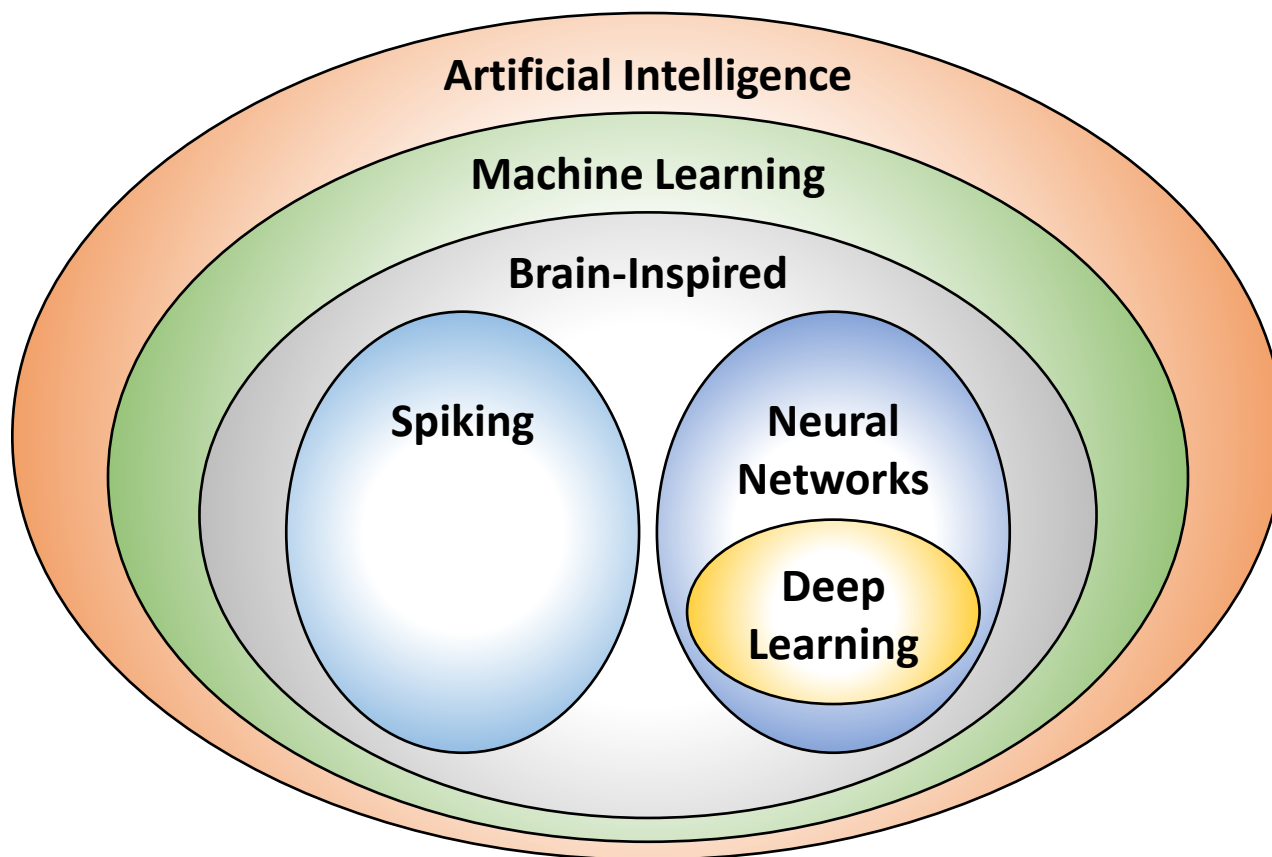 Artificial Intelligence
Machine Learning
Brain-Inspired
Spiking
Neural
Networks
Deep
Learning